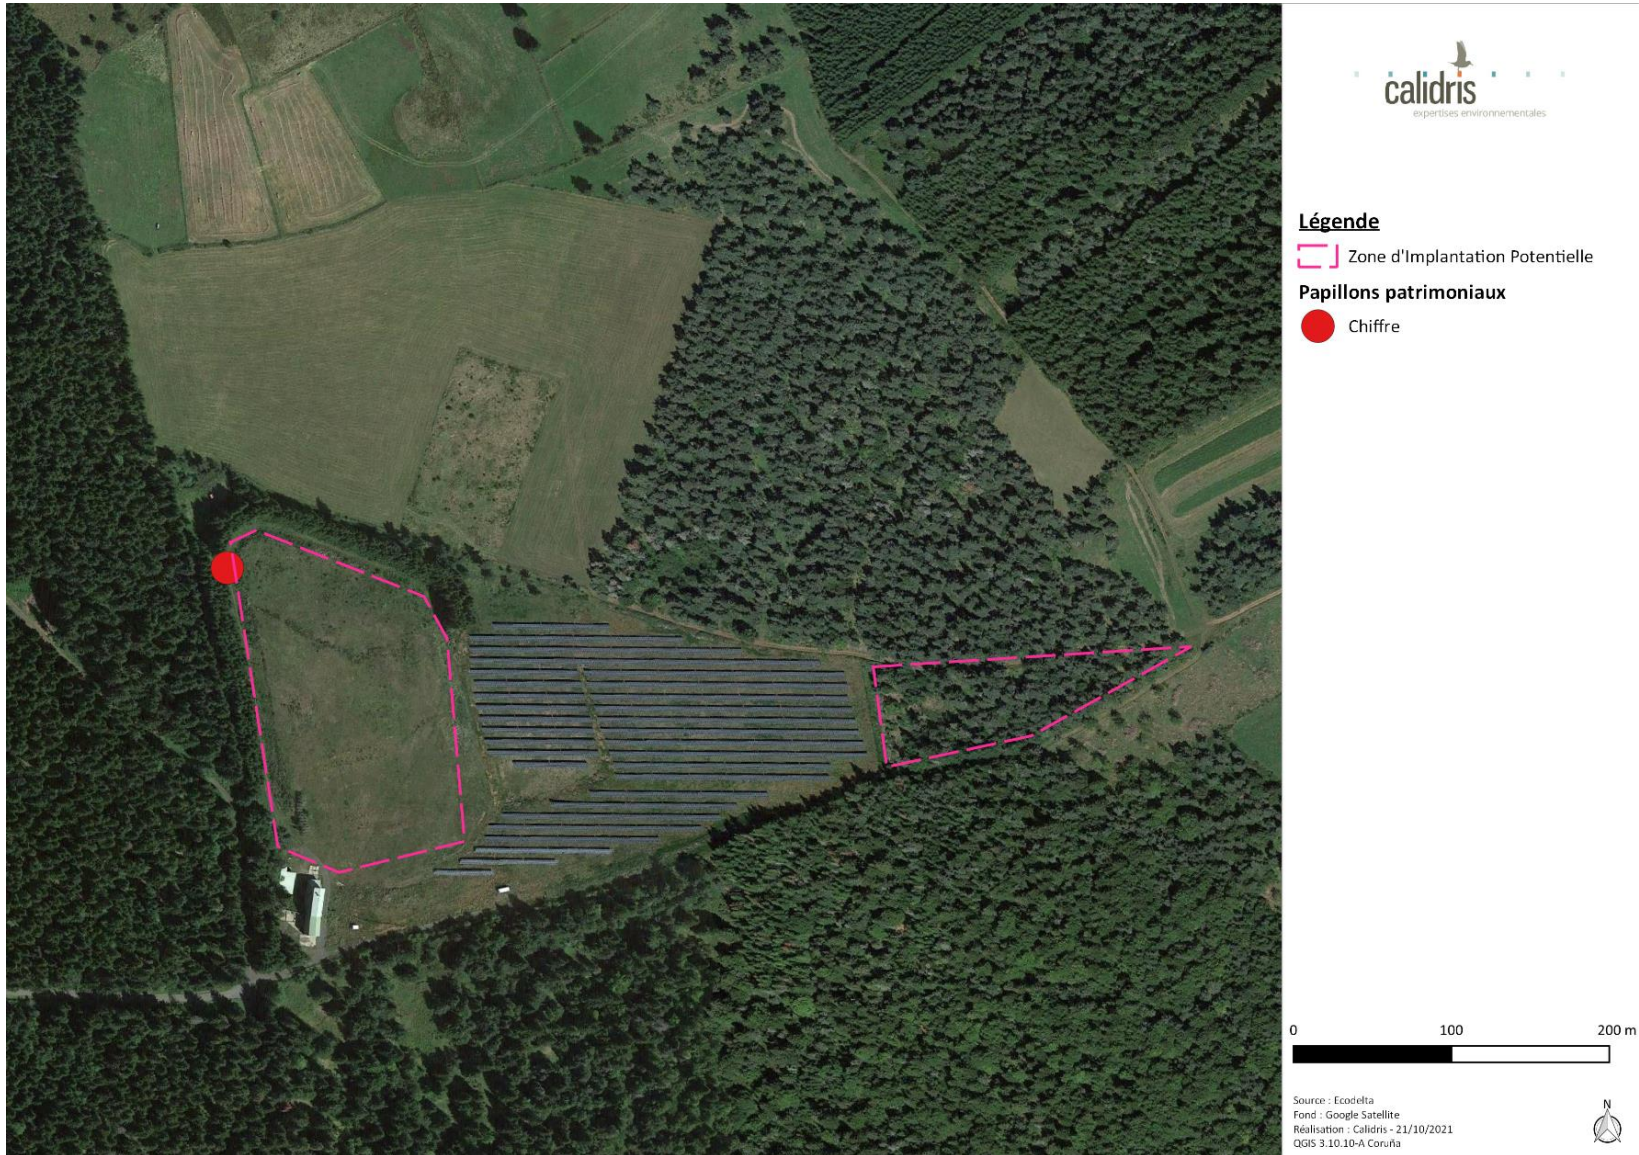 calidris
expertises environnementales
Légende
Zone d'Implantation Potentielle
Papillons patrimoniaux
Chiffre
0 100 200 m
Source : Ecodelta
Fond : Google Satellite
Réalisation : Calidris - 21/10/2021
QGIS 3.10.10-A Coruña
N